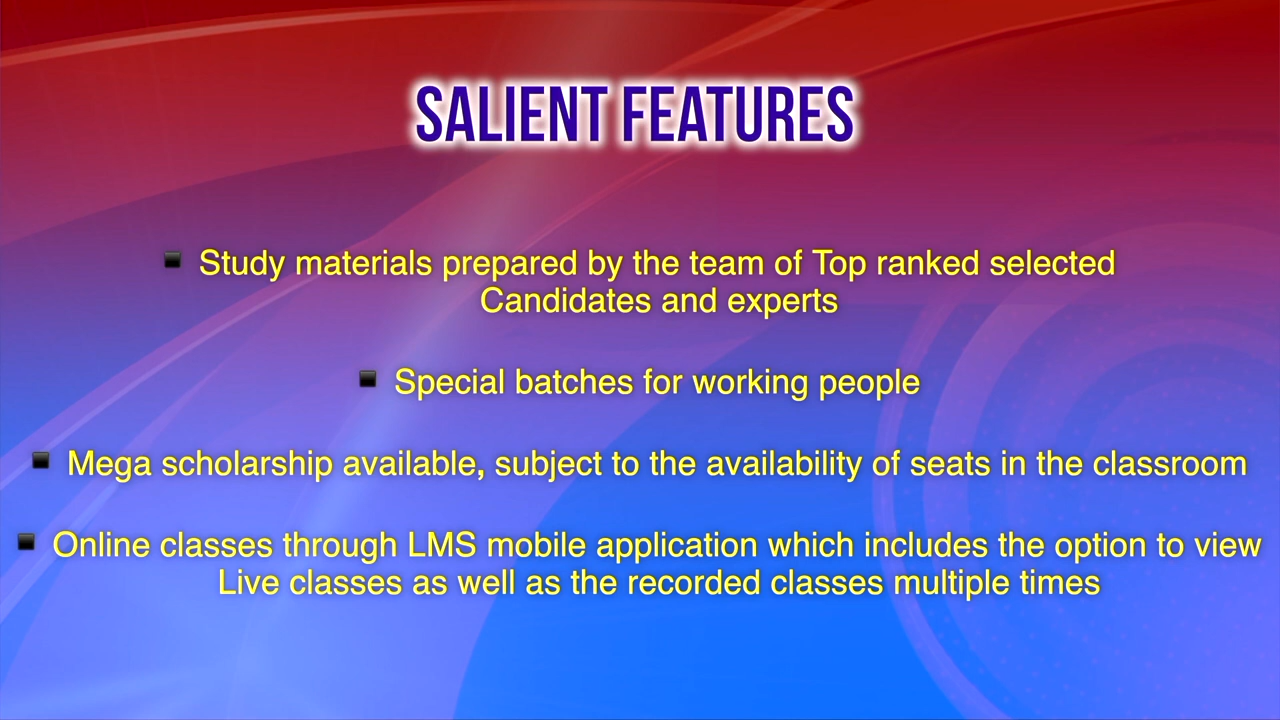 SALIENT FEATURES
▪ Study materials prepared by the team of Top ranked selected
Candidates and experts
▪ Special batches for working people
▪ Mega scholarship available, subject to the availability of seats in the classroom
▪ Online classes through LMS mobile application which includes the option to view
Live classes as well as the recorded classes multiple times